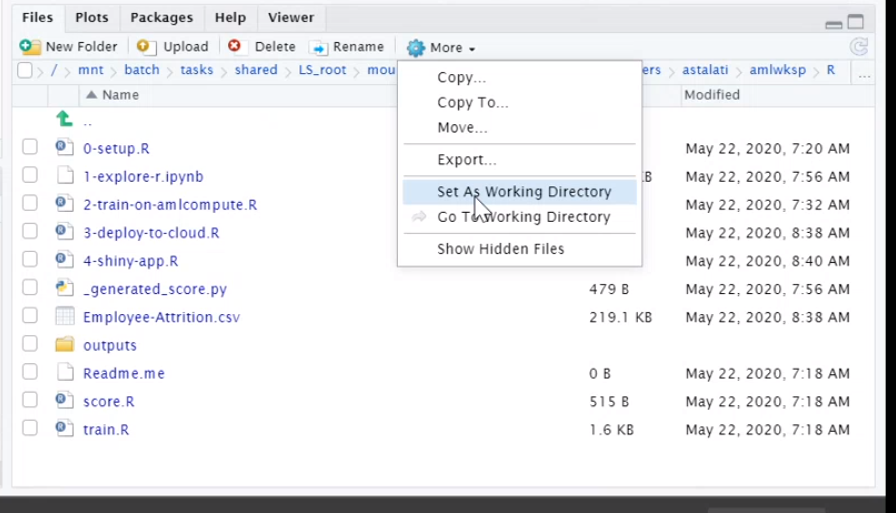 Files Plots Packages Help Viewer
New Folder Upload Delete Rename More
/ mnt batch tasks shared LS_root mou ers astalati amlwksp R ...
Name Modified
..
Copy...
Copy To...
Move...
Export...
Set As Working Directory
Go To Working Directory
Show Hidden Files
0-setup.R May 22, 2020, 7:20 AM
1-explore-r.ipynb B May 22, 2020, 7:56 AM
2-train-on-amlcompute.R May 22, 2020, 7:32 AM
3-deploy-to-cloud.R May 22, 2020, 8:38 AM
4-shiny-app.R May 22, 2020, 8:40 AM
_generated_score.py 479 B May 22, 2020, 7:56 AM
Employee-Attrition.csv 219.1 KB May 22, 2020, 8:38 AM
outputs
Readme.me 0 B May 22, 2020, 7:18 AM
score.R 515 B May 22, 2020, 7:18 AM
train.R 1.6 KB May 22, 2020, 7:18 AM